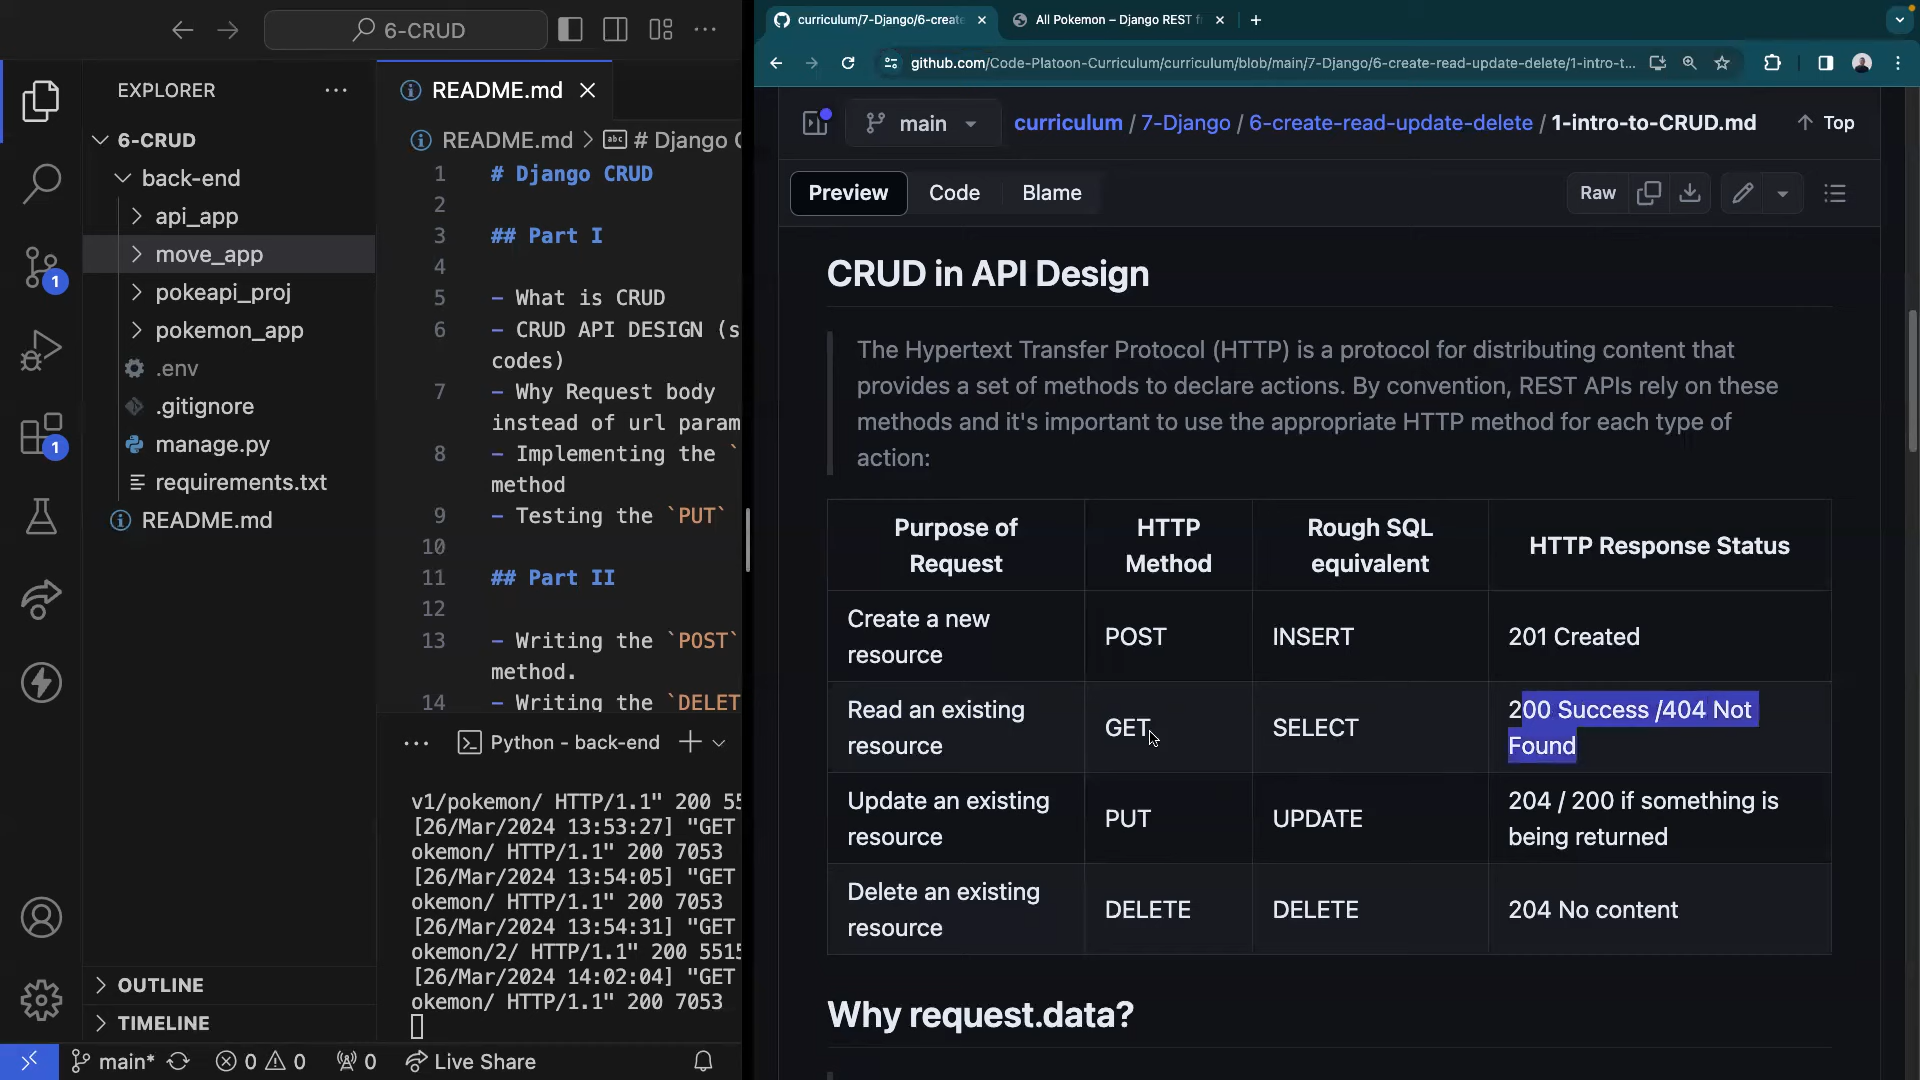 6-CRUD
EXPLORER
6-CRUD
back-end
api_app
move_app
pokeapi_proj
pokemon_app
.env
.gitignore
manage.py
requirements.txt
README.md
OUTLINE
TIMELINE
1
1
README.md
README.md > # Django C
1 # Django CRUD
2
3 ## Part I
4
5 - What is CRUD
6 - CRUD API DESIGN (s
codes)
7 - Why Request body
instead of url param
8 - Implementing the `
method
9 - Testing the `PUT`
10
11 ## Part II
12
13 - Writing the `POST`
method.
14 - Writing the `DELET
Python - back-end
v1/pokemon/ HTTP/1.1" 200 55
[26/Mar/2024 13:53:27] "GET
okemon/ HTTP/1.1" 200 7053
[26/Mar/2024 13:54:05] "GET
okemon/ HTTP/1.1" 200 7053
[26/Mar/2024 13:54:31] "GET
okemon/2/ HTTP/1.1" 200 5515
[26/Mar/2024 14:02:04] "GET
okemon/ HTTP/1.1" 200 7053
main* 0 0 0 Live Share
curriculum/7-Django/6-create
All Pokemon – Django REST f
github.com/Code-Platoon-Curriculum/curriculum/blob/main/7-Django/6-create-read-update-delete/1-intro-t...
main
curriculum / 7-Django / 6-create-read-update-delete / 1-intro-to-CRUD.md
Top
Preview Code Blame Raw
CRUD in API Design
The Hypertext Transfer Protocol (HTTP) is a protocol for distributing content that
provides a set of methods to declare actions. By convention, REST APIs rely on these
methods and it's important to use the appropriate HTTP method for each type of
action:
Purpose of Request
HTTP Method
Rough SQL equivalent
HTTP Response Status
Create a new resource
POST
INSERT
201 Created
Read an existing resource
GET
SELECT
200 Success /404 Not
Found
Update an existing resource
PUT
UPDATE
204 / 200 if something is
being returned
Delete an existing resource
DELETE
DELETE
204 No content
Why request.data?